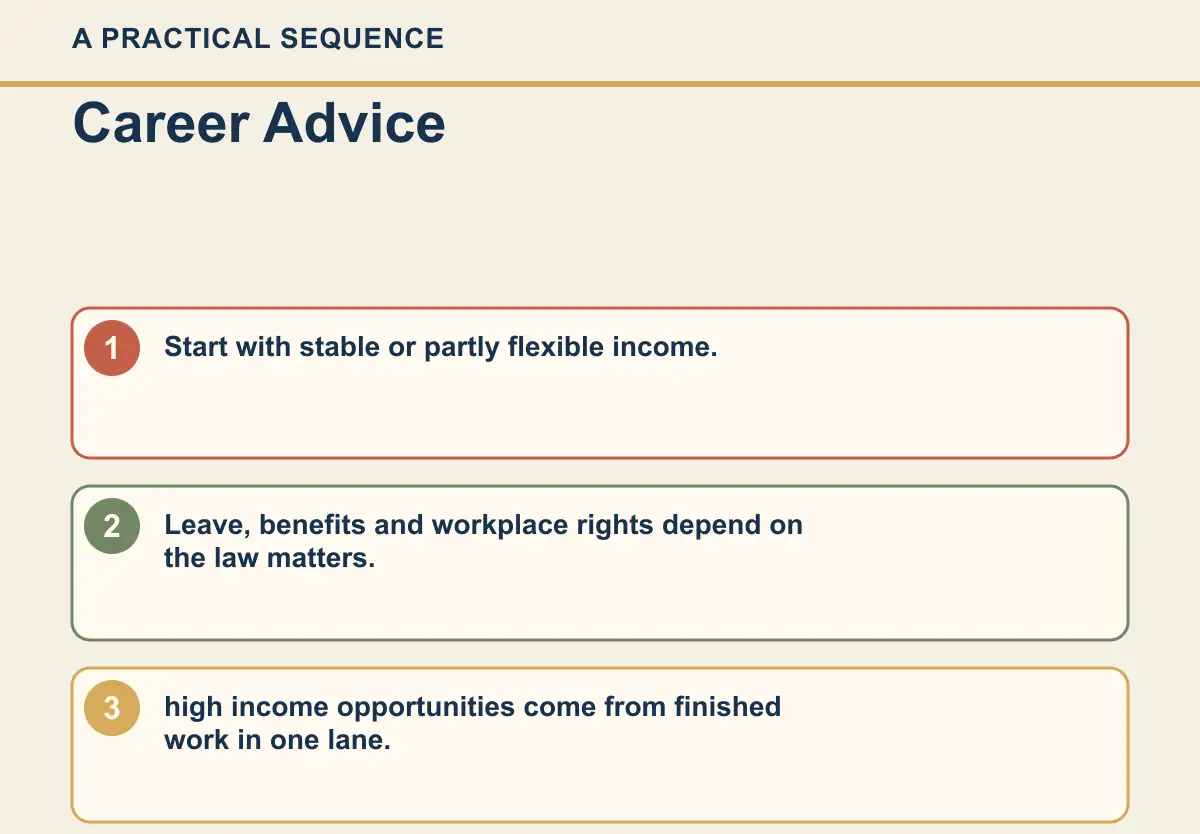 A PRACTICAL SEQUENCE
Career Advice
1
Start with stable or partly flexible income.
2
Leave, benefits and workplace rights depend on
the law matters.
3
high income opportunities come from finished
work in one lane.